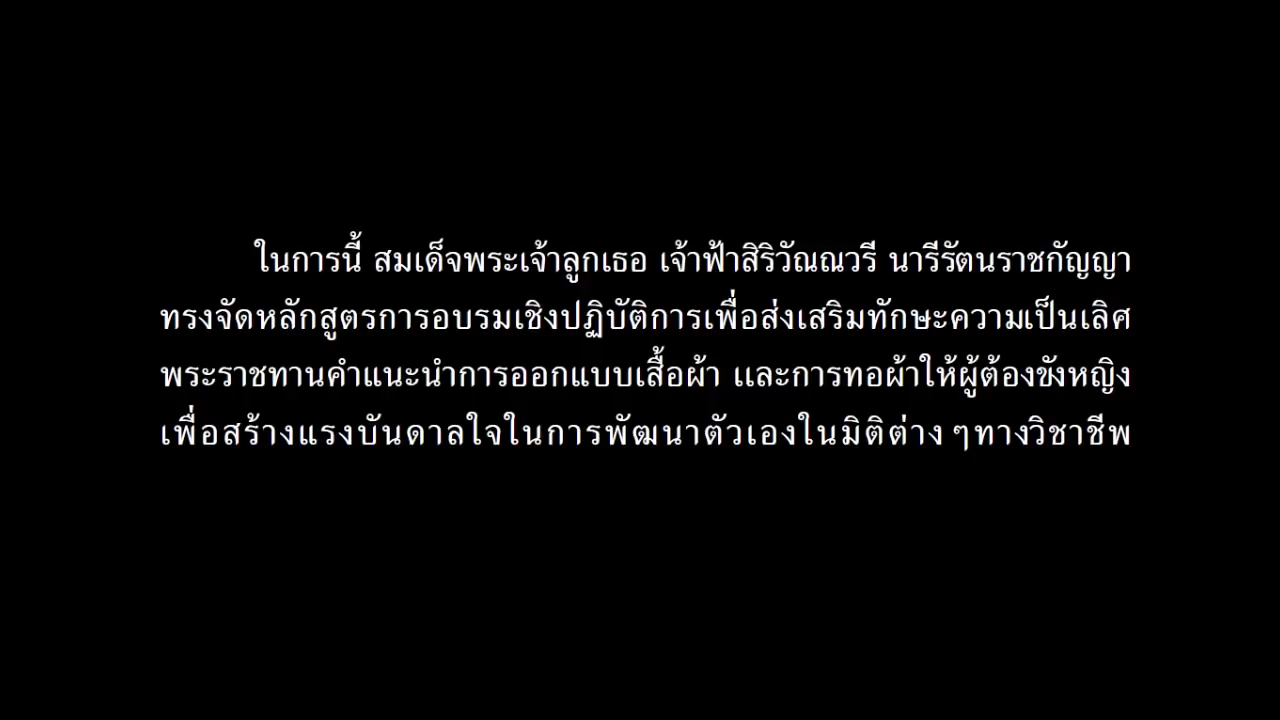 ในการนี้ สมเด็จพระเจ้าลูกเธอ เจ้าฟ้าสิริวัณณวรี นารีรัตนราชกัญญา
ทรงจัดหลักสูตรการอบรมเชิงปฏิบัติการเพื่อส่งเสริมทักษะความเป็นเลิศ
พระราชทานคำแนะนำการออกแบบเสื้อผ้า และการทอผ้าให้ผู้ต้องขังหญิง
เพื่อสร้างแรงบันดาลใจในการพัฒนาตัวเองในมิติต่าง ๆทางวิชาชีพ